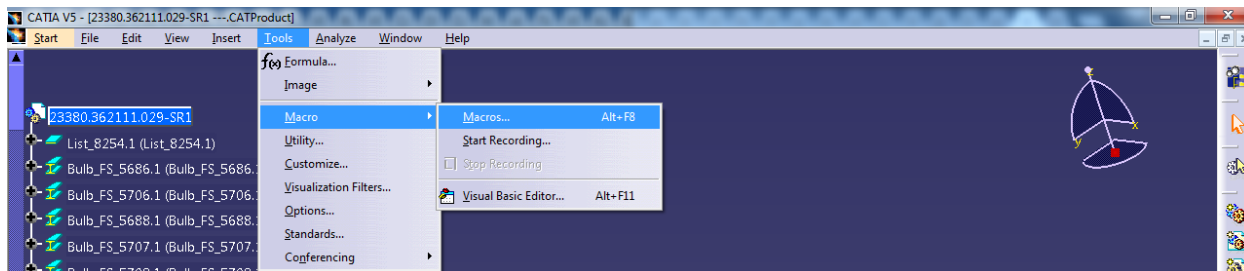 CATIA V5 - [23380.362111.029-SR1 ---.CATProduct]
Start File Edit View Insert Tools Analyze Window Help
f(x) Formula...
Image
23380.362111.029-SR1
Macro
Macros... Alt+F8
List_8254.1 (List_8254.1)
Utility...
Start Recording...
Bulb_FS_5686.1 (Bulb_FS_5686.
Customize...
Stop Recording
Bulb_FS_5706.1 (Bulb_FS_5706.
Visualization Filters...
Visual Basic Editor... Alt+F11
Bulb_FS_5688.1 (Bulb_FS_5688.
Options...
Standards...
Bulb_FS_5707.1 (Bulb_FS_5707.
Conferencing
x
y